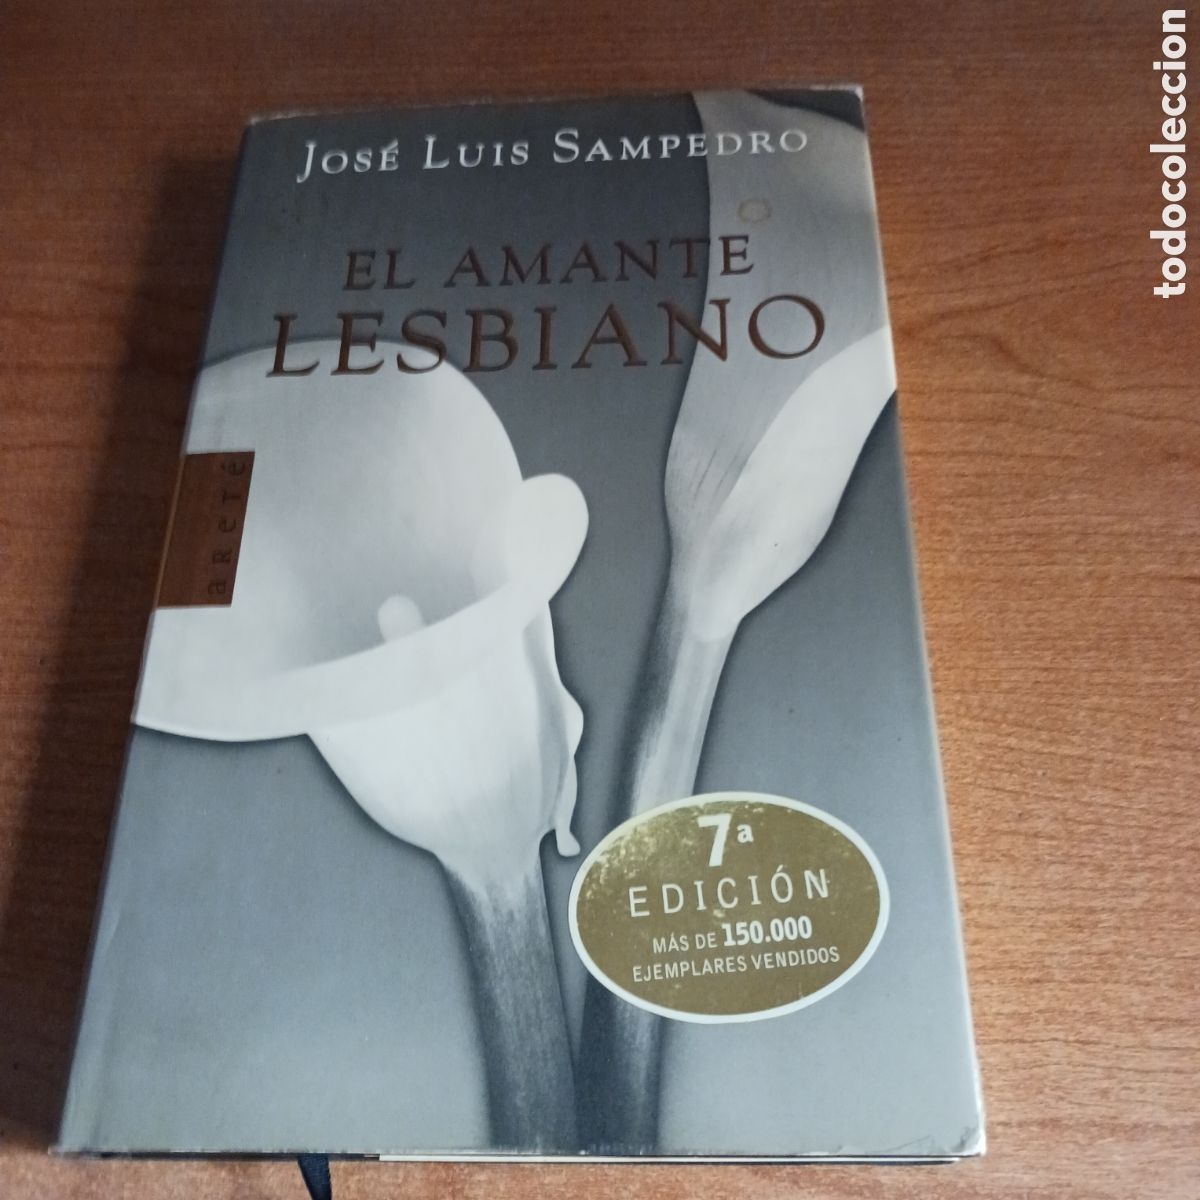 JOSÉ LUIS SAMPEDRO
EL AMANTE
LESBIANO
aReTé
7ª
EDICIÓN
MÁS DE 150.000
EJEMPLARES VENDIDOS
todocoleccion